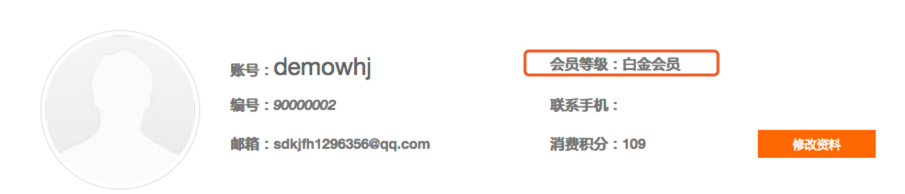 账号：demowhj
会员等级：白金会员
编号：90000002
联系手机：
邮箱：sdkjfh1296356@qq.com
消费积分：109
修改资料